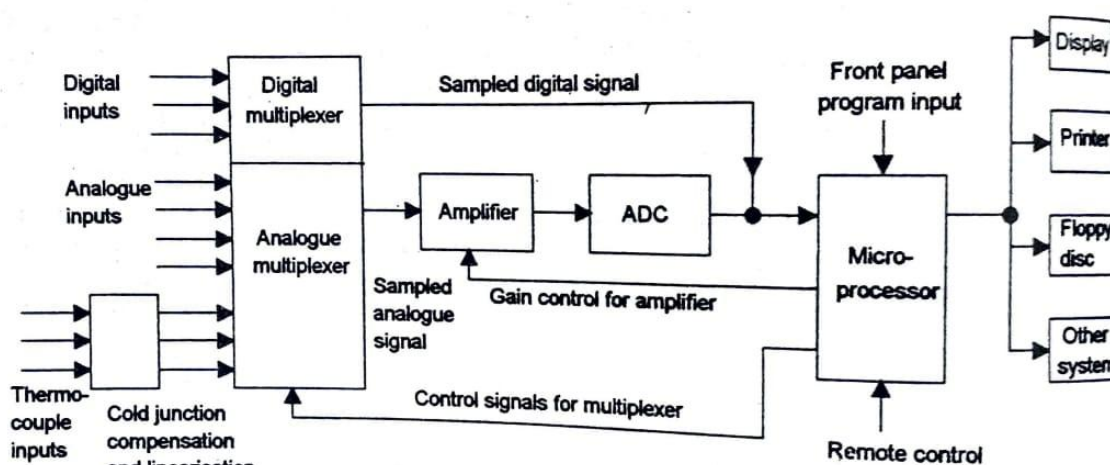 Digital
inputs
Digital
multiplexer
Sampled digital signal
Front panel
program input
Display
Printer
Floppy
disc
Other
system
Analogue
inputs
Analogue
multiplexer
Amplifier
ADC
Micro-
processor
Sampled
analogue
signal
Gain control for amplifier
Control signals for multiplexer
Remote control
Thermo-
couple
inputs
Cold junction
compensation
and linearisation